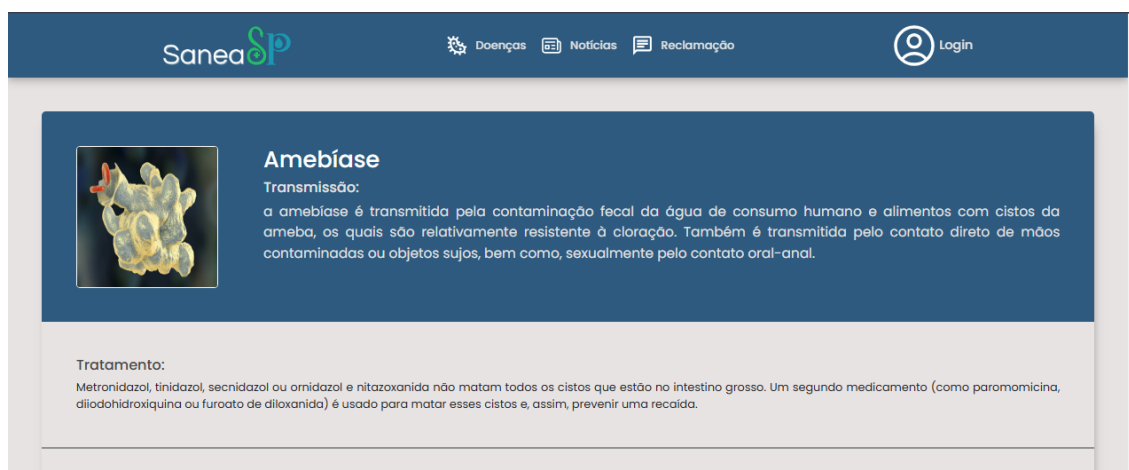 SaneaSP
Doenças
Notícias
Reclamação
Login
Amebíase
Transmissão:
a amebíase é transmitida pela contaminação fecal da água de consumo humano e alimentos com cistos da
ameba, os quais são relativamente resistente à cloração. Também é transmitida pelo contato direto de mãos
contaminadas ou objetos sujos, bem como, sexualmente pelo contato oral-anal.
Tratamento:
Metronidazol, tinidazol, secnidazol ou ornidazol e nitazoxanida não matam todos os cistos que estão no intestino grosso. Um segundo medicamento (como paromomicina,
diiodohidroxiquina ou furoato de diloxanida) é usado para matar esses cistos e, assim, prevenir uma recaída.